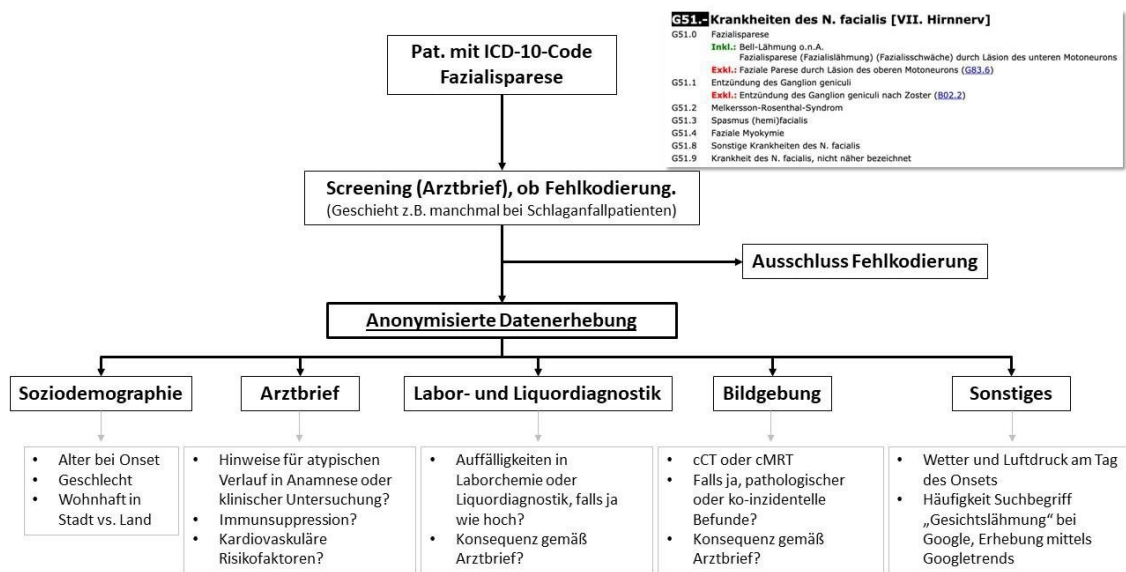 G51.- Krankheiten des N. facialis [VII. Hirnnerv]
G51.0 Fazialisparese
Inkl.: Bell-Lähmung o.n.A.
Fazialisparese (Fazialislähmung) (Fazialisschwäche) durch Läsion des unteren Motoneurons
Exkl.: Faziale Parese durch Läsion des oberen Motoneurons (G83.6)
G51.1 Entzündung des Ganglion geniculi
Exkl.: Entzündung des Ganglion geniculi nach Zoster (B02.2)
G51.2 Melkersson-Rosenthal-Syndrom
G51.3 Spasmus (hemi)facialis
G51.4 Faziale Myokymie
G51.8 Sonstige Krankheiten des N. facialis
G51.9 Krankheit des N. facialis, nicht näher bezeichnet
Pat. mit ICD-10-Code
Fazialisparese
Screening (Arztbrief), ob Fehlkodierung.
(Geschieht z.B. manchmal bei Schlaganfallpatienten)
Ausschluss Fehlkodierung
Anonymisierte Datenerhebung
Soziodemographie
• Alter bei Onset
• Geschlecht
• Wohnhaft in
Stadt vs. Land
Arztbrief
• Hinweise für atypischen
Verlauf in Anamnese oder
klinischer Untersuchung?
• Immunsuppression?
• Kardiovaskuläre
Risikofaktoren?
Labor- und Liquordiagnostik
• Auffälligkeiten in
Laborchemie oder
Liquordiagnostik, falls ja
wie hoch?
• Konsequenz gemäß
Arztbrief?
Bildgebung
• cCT oder cMRT
• Falls ja, pathologischer
oder ko-inzidentelle
Befunde?
• Konsequenz gemäß
Arztbrief?
Sonstiges
• Wetter und Luftdruck am Tag
des Onsets
• Häufigkeit Suchbegriff
„Gesichtslähmung“ bei
Google, Erhebung mittels
Googletrends